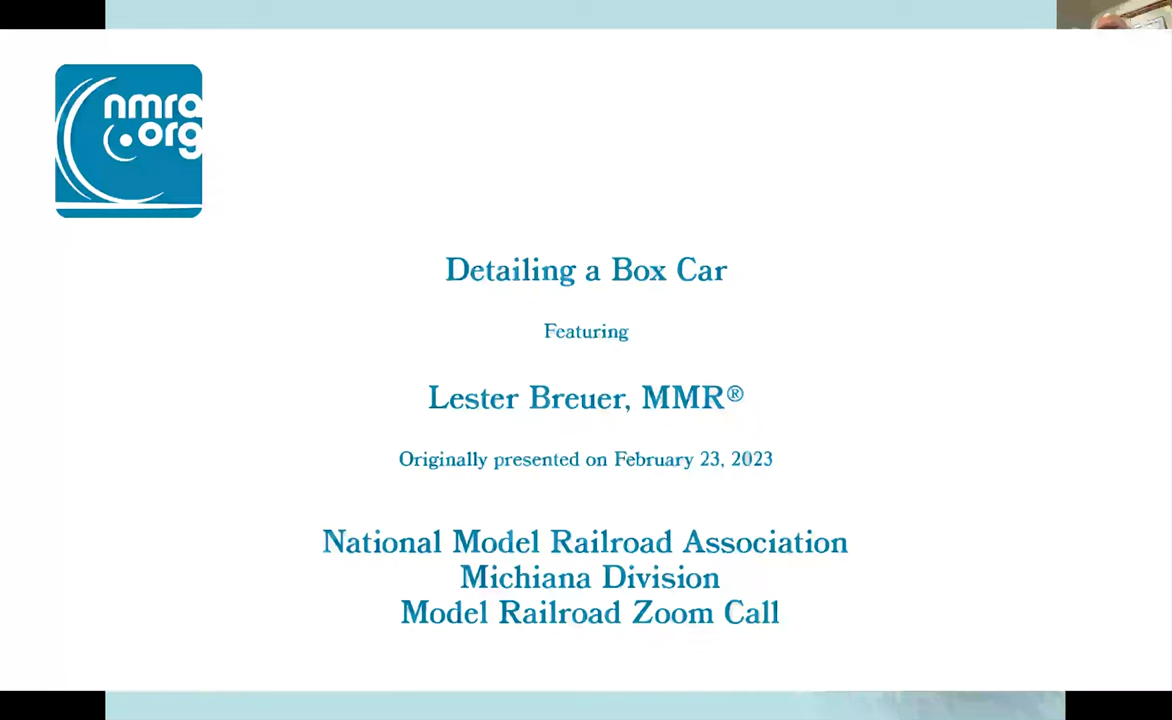 nmra
.org
Detailing a Box Car
Featuring
Lester Breuer, MMR®
Originally presented on February 23, 2023
National Model Railroad Association
Michiana Division
Model Railroad Zoom Call